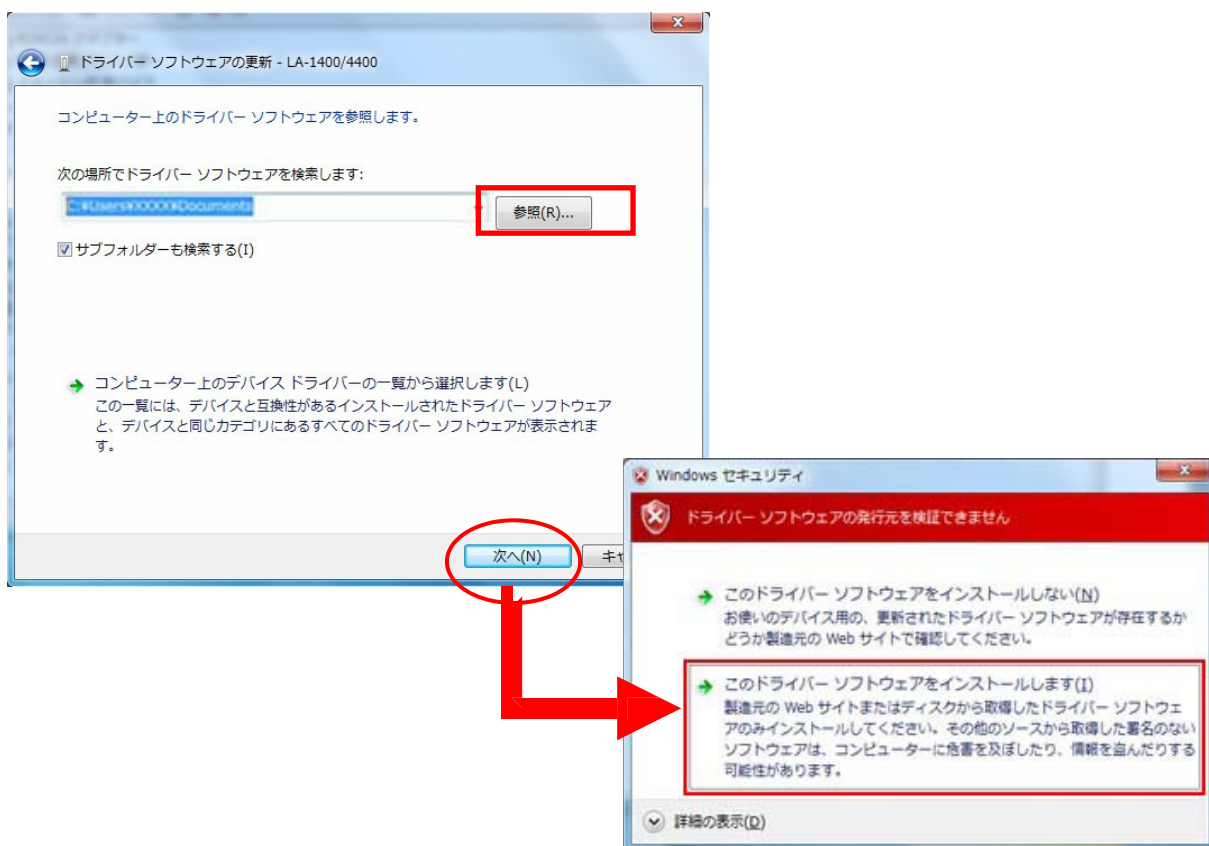 ドライバー ソフトウェアの更新 - LA-1400/4400
コンピューター上のドライバー ソフトウェアを参照します。
次の場所でドライバー ソフトウェアを検索します:
C:¥Users¥XXXXX¥Documents
参照(R)...
サブフォルダーも検索する(I)
コンピューター上のデバイス ドライバーの一覧から選択します(L)
この一覧には、デバイスと互換性があるインストールされたドライバー ソフトウェア
と、デバイスと同じカテゴリにあるすべてのドライバー ソフトウェアが表示されま
す。
次へ(N)
キャ
Windows セキュリティ
ドライバー ソフトウェアの発行元を検証できません
このドライバー ソフトウェアをインストールしない(N)
お使いのデバイス用の、更新されたドライバー ソフトウェアが存在するか
どうか製造元の Web サイトで確認してください。
このドライバー ソフトウェアをインストールします(I)
製造元の Web サイトまたはディスクから取得したドライバー ソフトウェ
アのみインストールしてください。その他のソースから取得した署名のない
ソフトウェアは、コンピューターに危害を及ぼしたり、情報を盗んだりする
可能性があります。
詳細の表示(D)